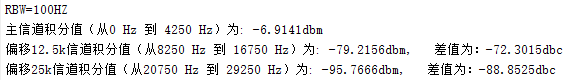 RBW=100HZ
主信道积分值（从0 Hz 到 4250 Hz）为: -6.9141dbm
偏移12.5k信道积分值（从8250 Hz 到 16750 Hz）为: -79.2156dbm, 差值为：-72.3015dbc
偏移25k信道积分值（从20750 Hz 到 29250 Hz）为: -95.7666dbm, 差值为：-88.8525dbc